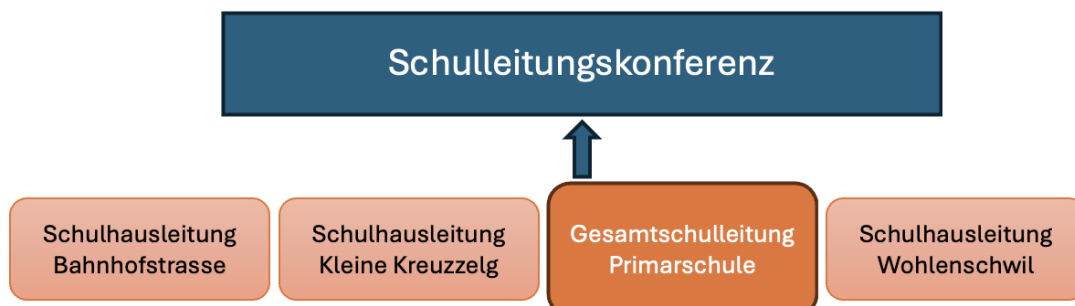 Schulleitungskonferenz
Schulhausleitung
Bahnhofstrasse
Schulhausleitung
Kleine Kreuzzelg
Gesamtschulleitung
Primarschule
Schulhausleitung
Wohlenschwil